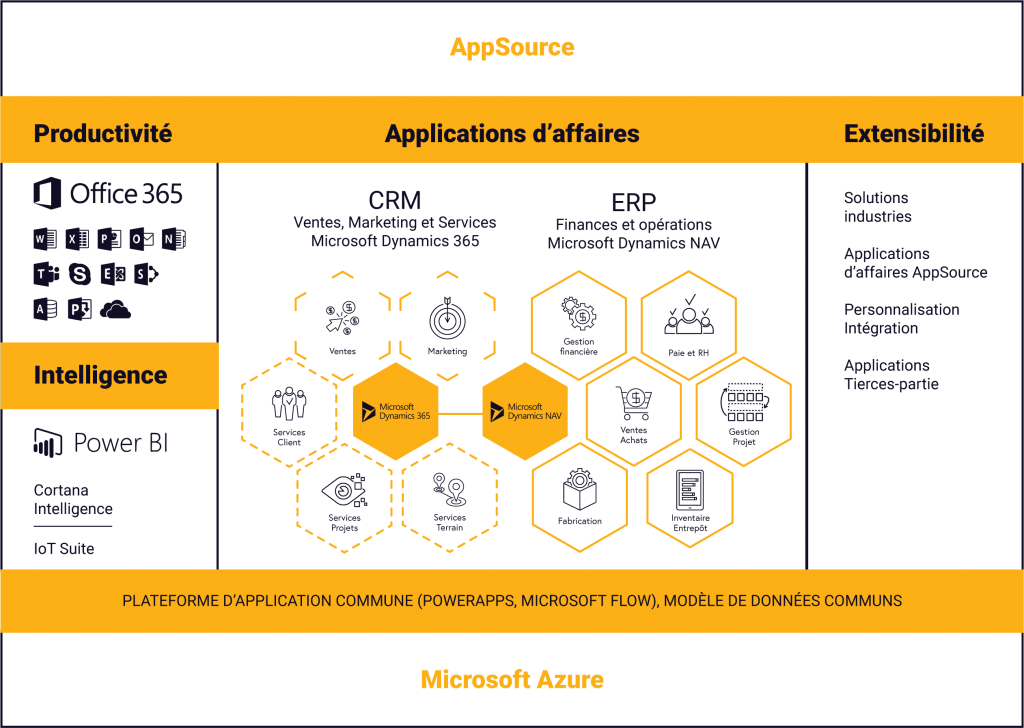 AppSource
Productivité
Applications d’affaires
Extensibilité
Office 365
W
X
P
O
N
T
S
E
S
A
P
Intelligence
Power BI
Cortana
Intelligence
IoT Suite
CRM
Ventes, Marketing et Services
Microsoft Dynamics 365
ERP
Finances et opérations
Microsoft Dynamics NAV
Ventes
Marketing
Gestion
financière
Paie et RH
Services
Client
Microsoft
Dynamics 365
Microsoft
Dynamics NAV
Ventes
Achats
Gestion
Projet
Services
Projets
Services
Terrain
Fabrication
Inventaire
Entrepôt
Solutions
industries
Applications
d’affaires AppSource
Personnalisation
Intégration
Applications
Tierces-partie
PLATEFORME D’APPLICATION COMMUNE (POWERAPPS, MICROSOFT FLOW), MODÈLE DE DONNÉES COMMUNS
Microsoft Azure